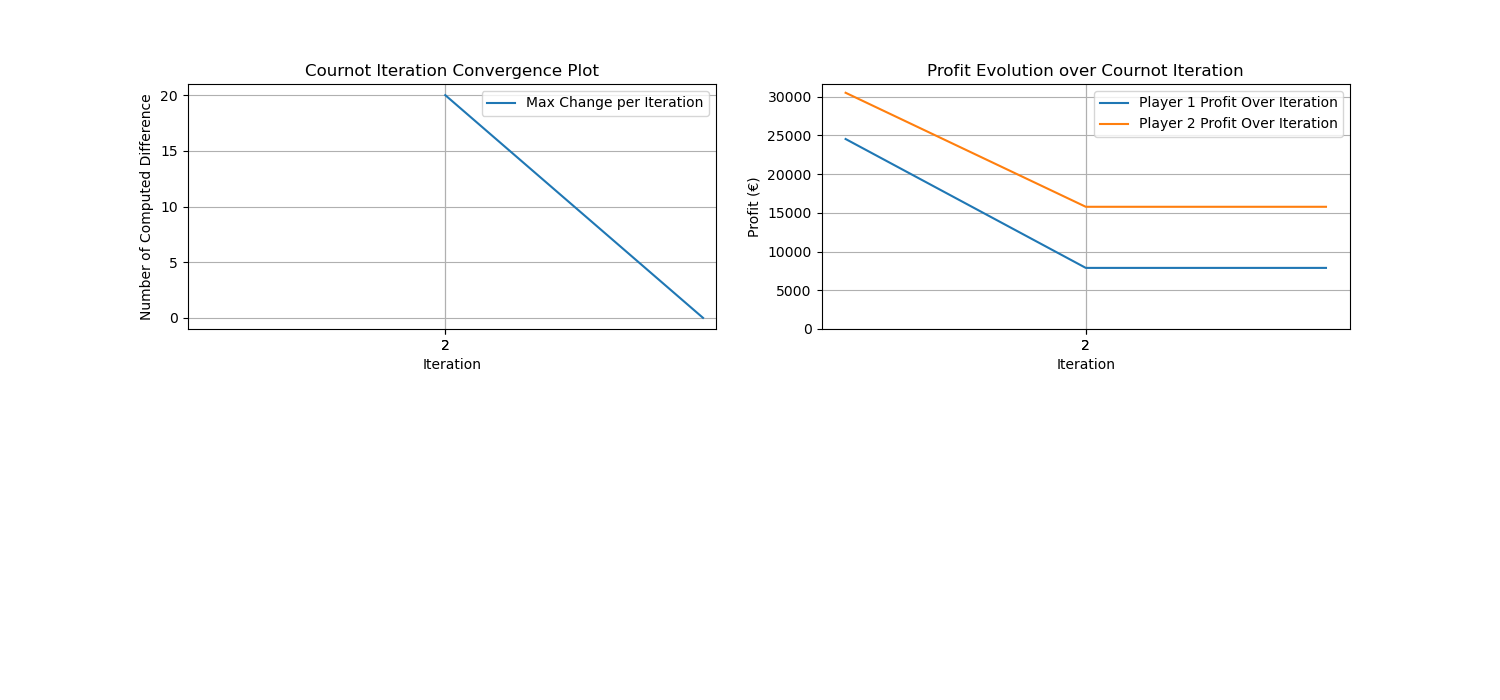 Cournot Iteration Convergence Plot
Number of Computed Difference
20
15
10
5
0
Max Change per Iteration
2
Iteration
Profit Evolution over Cournot Iteration
Profit (€)
30000
25000
20000
15000
10000
5000
0
Player 1 Profit Over Iteration
Player 2 Profit Over Iteration
2
Iteration